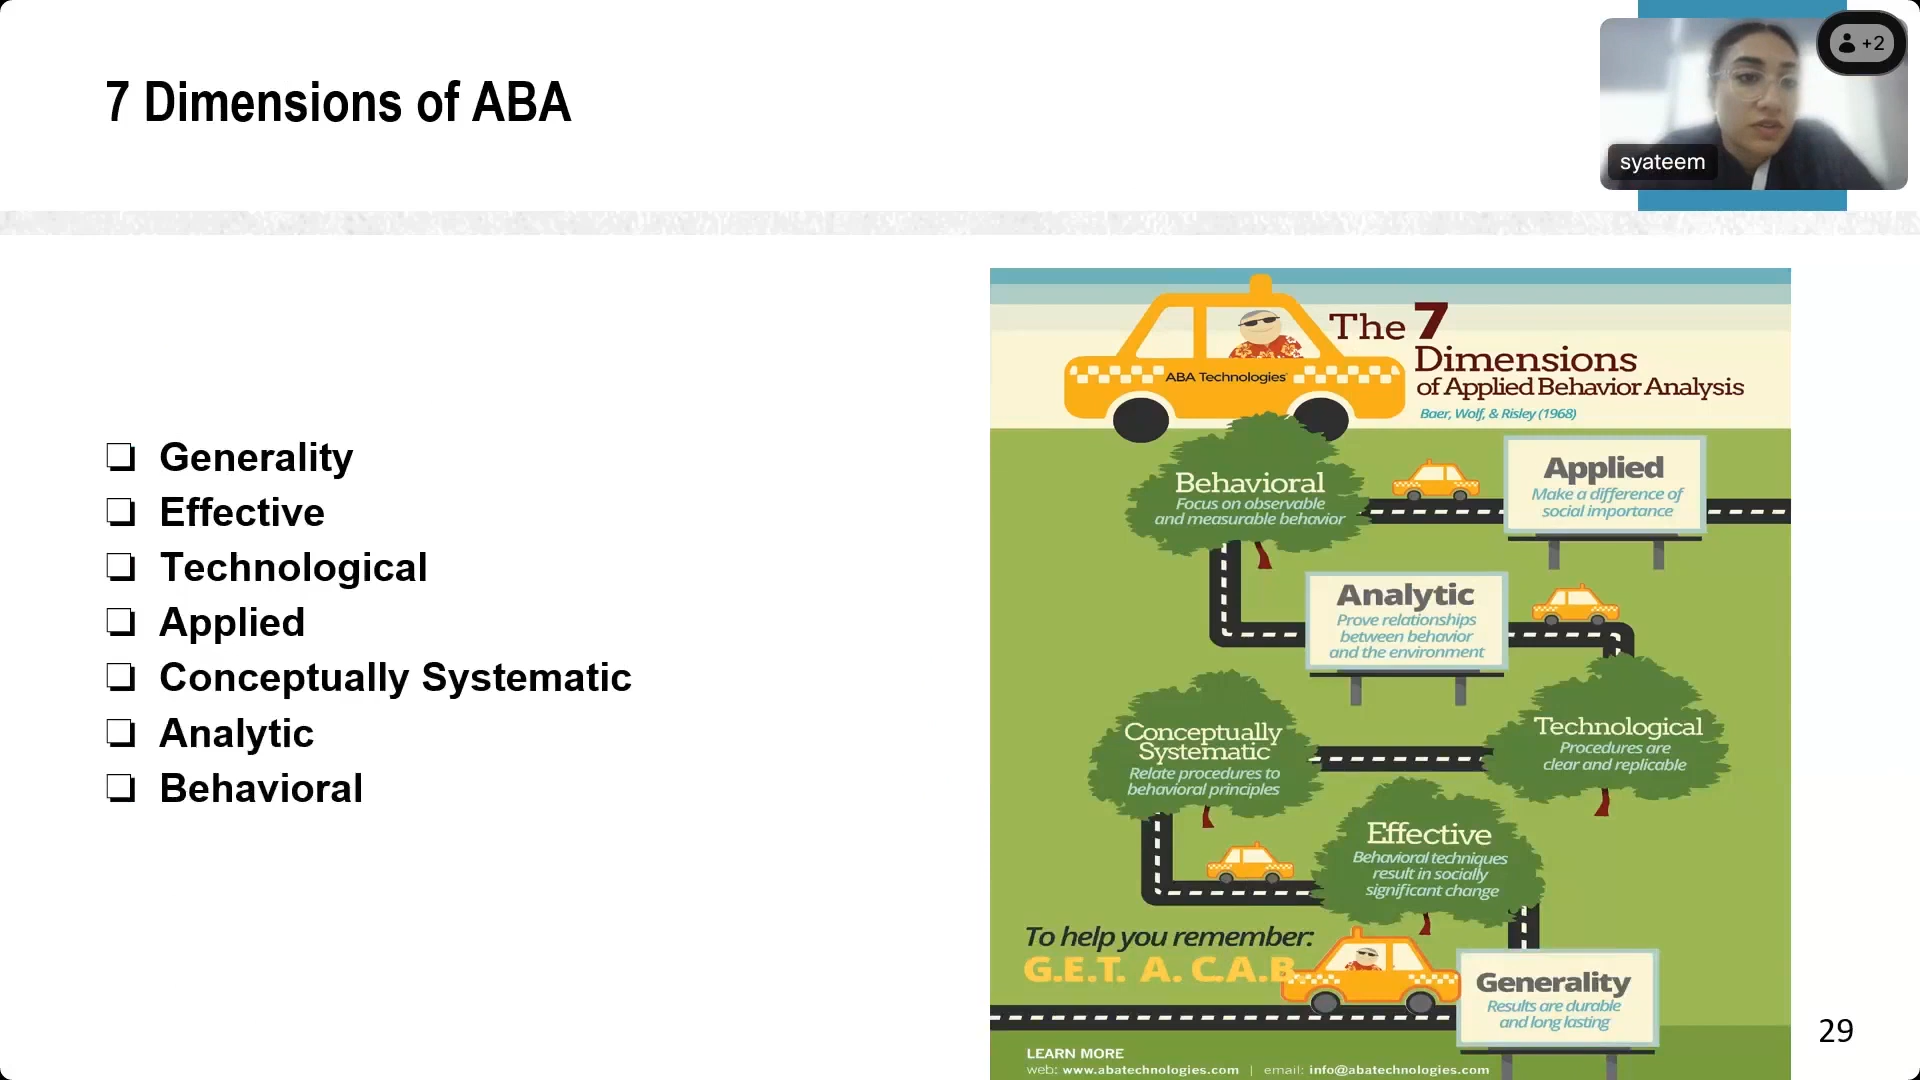 7 Dimensions of ABA
+2
syateem
Generality
Effective
Technological
Applied
Conceptually Systematic
Analytic
Behavioral
The 7
Dimensions
of Applied Behavior Analysis
Baer, Wolf, & Risley (1968)
ABA Technologies
Behavioral
Focus on observable
and measurable behavior
Applied
Make a difference of
social importance
Analytic
Prove relationships
between behavior
and the environment
Conceptually
Systematic
Relate procedures to
behavioral principles
Technological
Procedures are
clear and replicable
Effective
Behavioral techniques
result in socially
significant change
To help you remember:
G.E.T. A. C.A.B
Generality
Results are durable
and long lasting
LEARN MORE
web: www.abatechnologies.com | email: info@abatechnologies.com
29